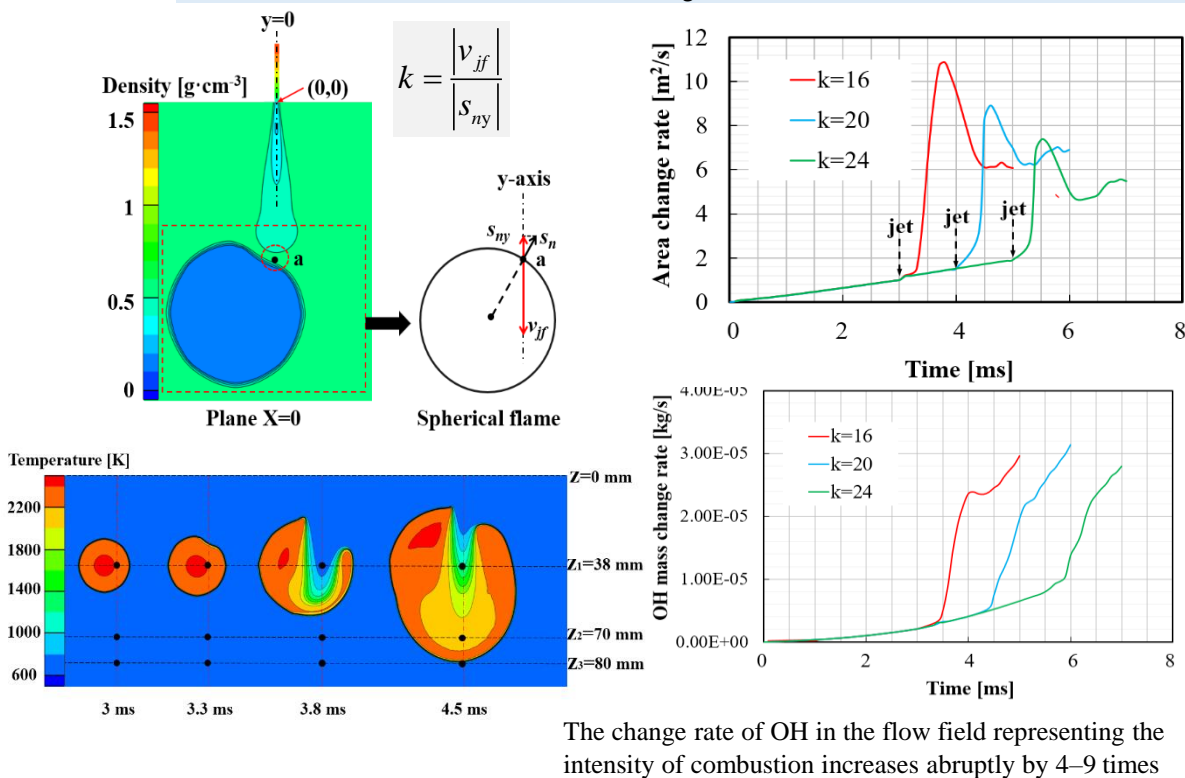 y=0
Density [g·cm-3]
(0,0)
1.5
1
0.5
0
a
Plane X=0
k = |v_jf| / |s_ny|
y-axis
s_ny
s_n
a
v_jf
Spherical flame
Area change rate [m²/s]
12
10
8
6
4
2
0
k=16
k=20
k=24
jet
jet
jet
0
2
4
6
8
Time [ms]
Temperature [K]
2200
1800
1400
1000
600
Z=0 mm
Z₁=38 mm
Z₂=70 mm
Z₃=80 mm
3 ms
3.3 ms
3.8 ms
4.5 ms
OH mass change rate [kg/s]
4.00E-05
3.00E-05
2.00E-05
1.00E-05
0.00E+00
k=16
k=20
k=24
0
2
4
6
8
Time [ms]
The change rate of OH in the flow field representing the
intensity of combustion increases abruptly by 4–9 times